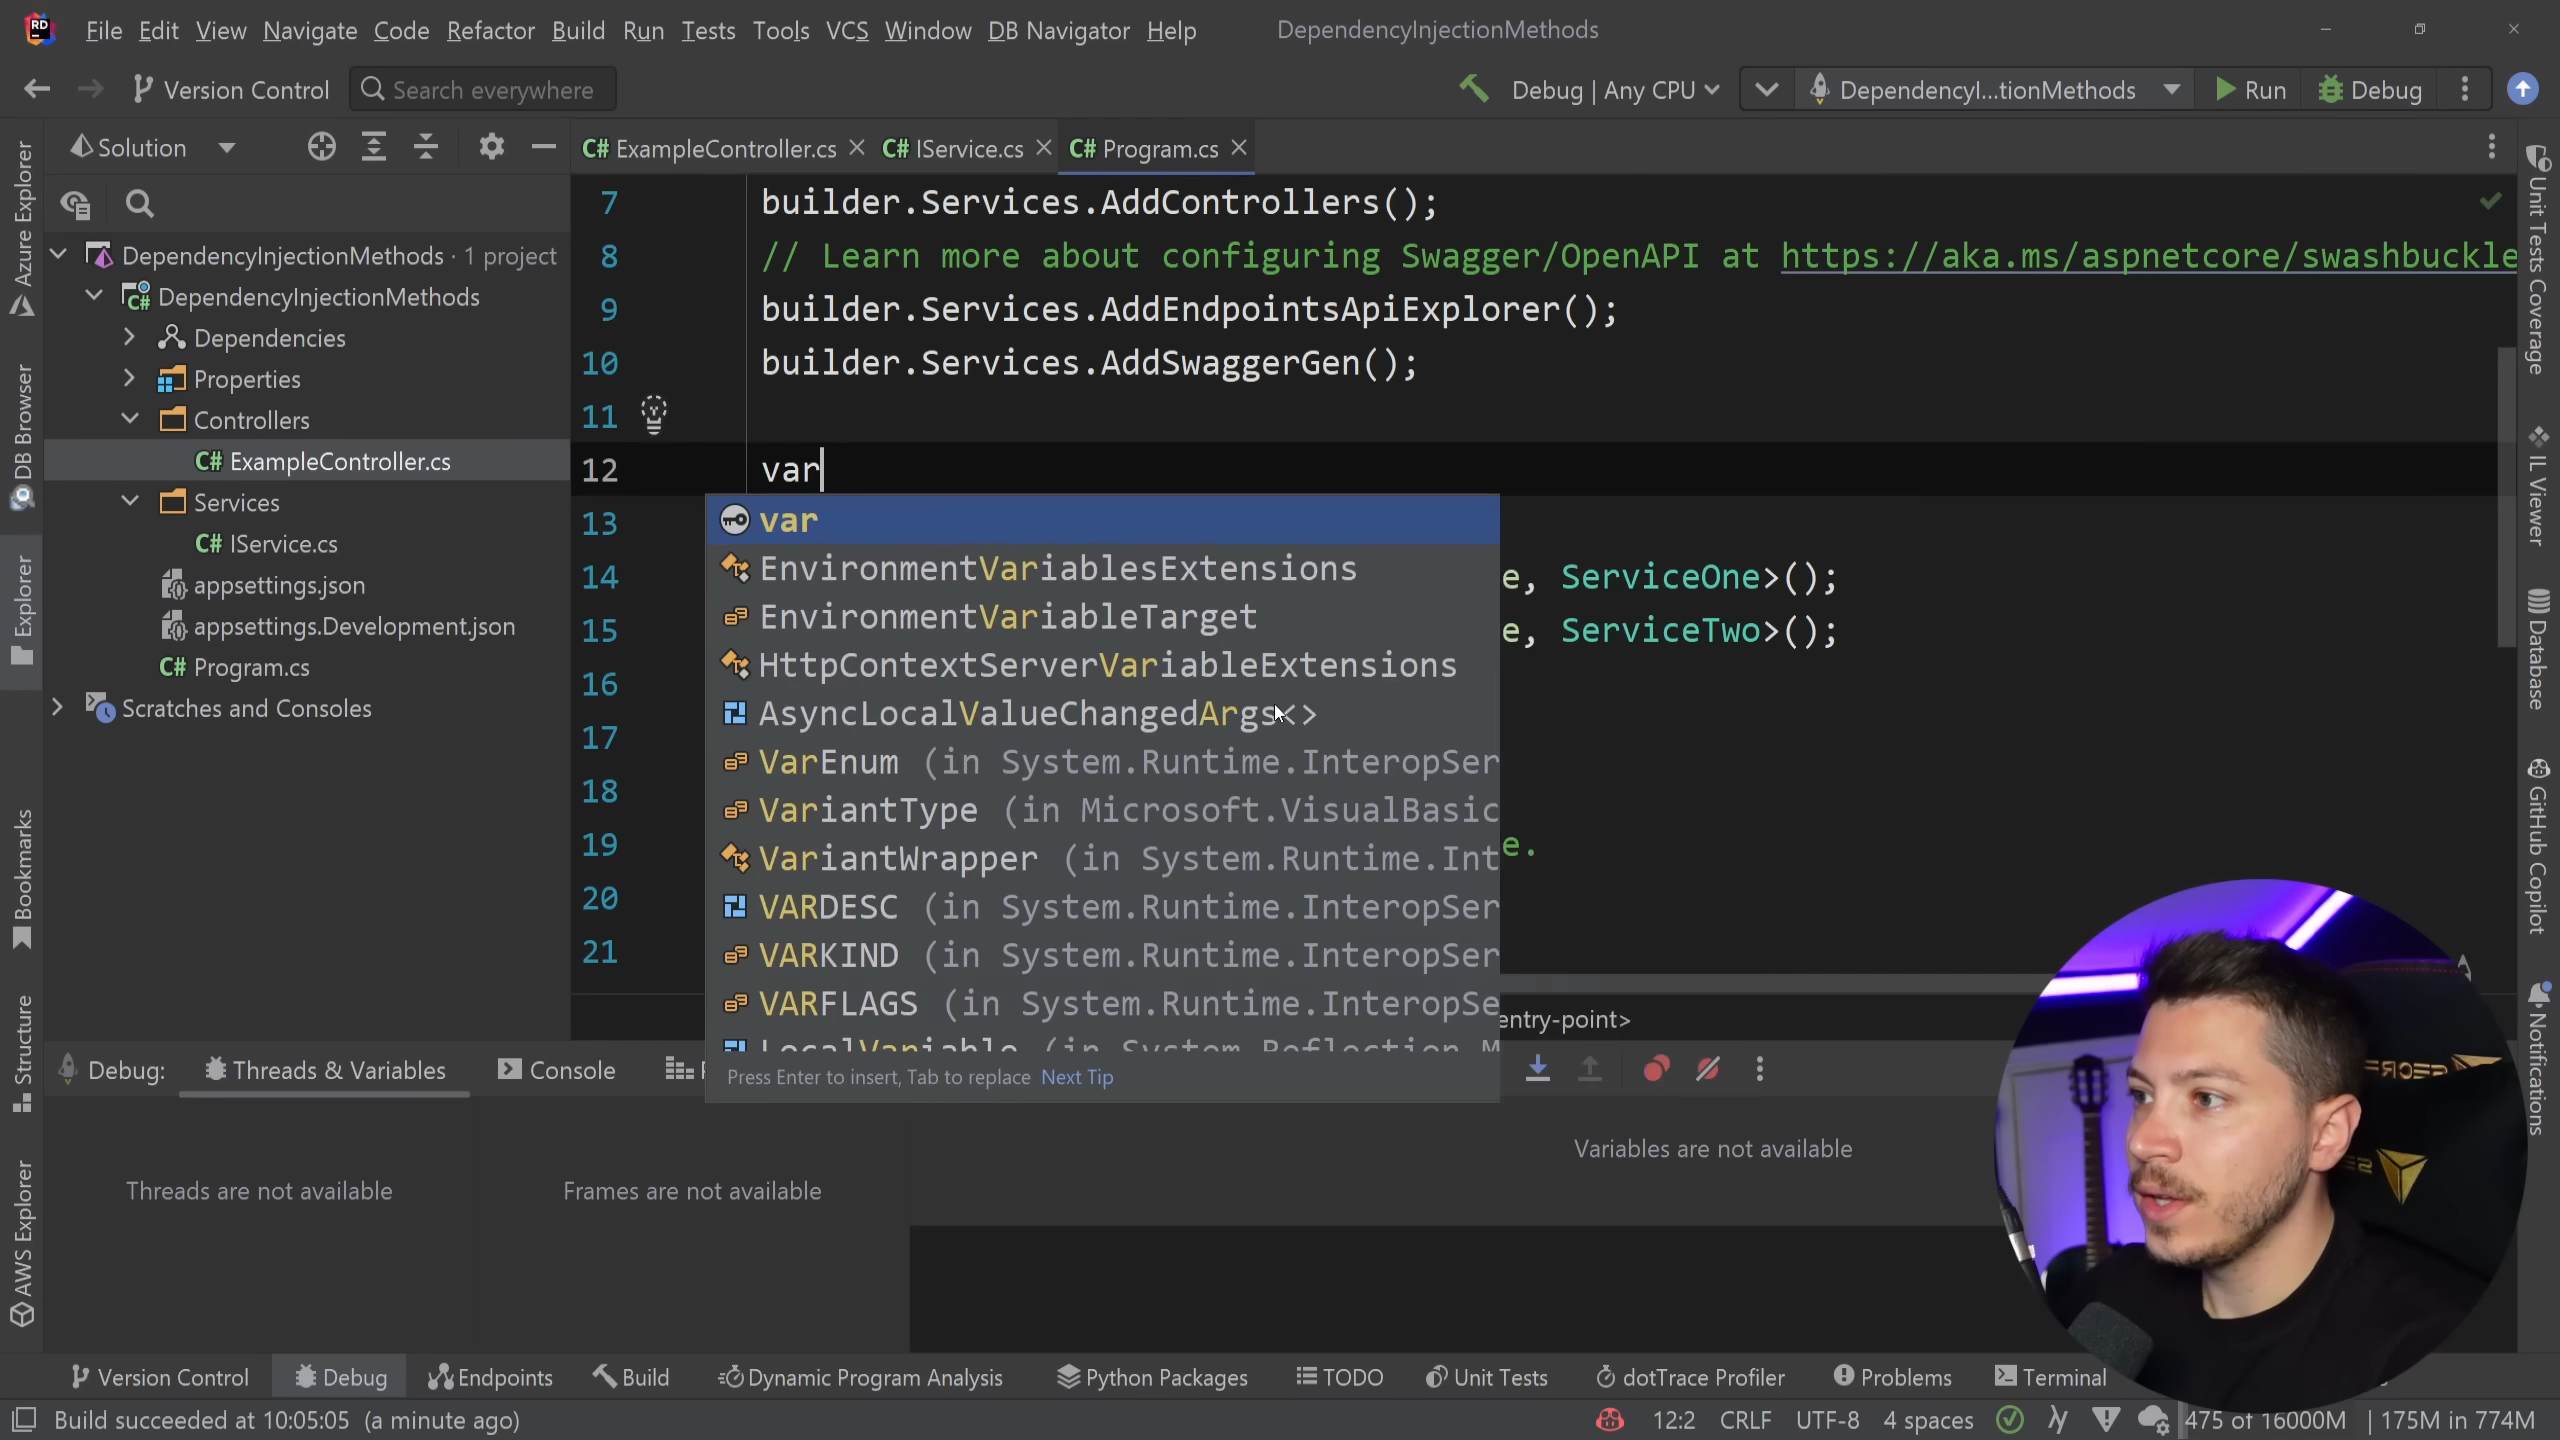 File Edit View Navigate Code Refactor Build Run Tests Tools VCS Window DB Navigator Help DependencyInjectionMethods
Version Control Search everywhere Debug | Any CPU DependencyI...tionMethods Run Debug
Solution
ExampleController.cs IService.cs Program.cs
DependencyInjectionMethods · 1 project
DependencyInjectionMethods
Dependencies
Properties
Controllers
C# ExampleController.cs
Services
C# IService.cs
appsettings.json
appsettings.Development.json
C# Program.cs
Scratches and Consoles
7 builder.Services.AddControllers();
8 // Learn more about configuring Swagger/OpenAPI at https://aka.ms/aspnetcore/swashbuckle
9 builder.Services.AddEndpointsApiExplorer();
10 builder.Services.AddSwaggerGen();
11
12 var
13
14 e, ServiceOne>();
15 e, ServiceTwo>();
16
17
18
19 e.
20
21
var
EnvironmentVariablesExtensions
EnvironmentVariableTarget
HttpContextServerVariableExtensions
AsyncLocalValueChangedArgs<>
VarEnum (in System.Runtime.InteropSer
VariantType (in Microsoft.VisualBasic
VariantWrapper (in System.Runtime.Int
VARDESC (in System.Runtime.InteropSer
VARKIND (in System.Runtime.InteropSer
VARFLAGS (in System.Runtime.InteropSe
LocalVariable (in System.Reflection.M
Press Enter to insert, Tab to replace Next Tip
entry-point>
Debug: Threads & Variables Console
Threads are not available
Frames are not available
Variables are not available
Azure Explorer
DB Browser
Explorer
Bookmarks
Structure
AWS Explorer
Unit Tests Coverage
IL Viewer
Database
GitHub Copilot
Notifications
Version Control Debug Endpoints Build Dynamic Program Analysis Python Packages TODO Unit Tests dotTrace Profiler Problems Terminal
Build succeeded at 10:05:05 (a minute ago) 12:2 CRLF UTF-8 4 spaces 475 of 16000M 175M in 774M